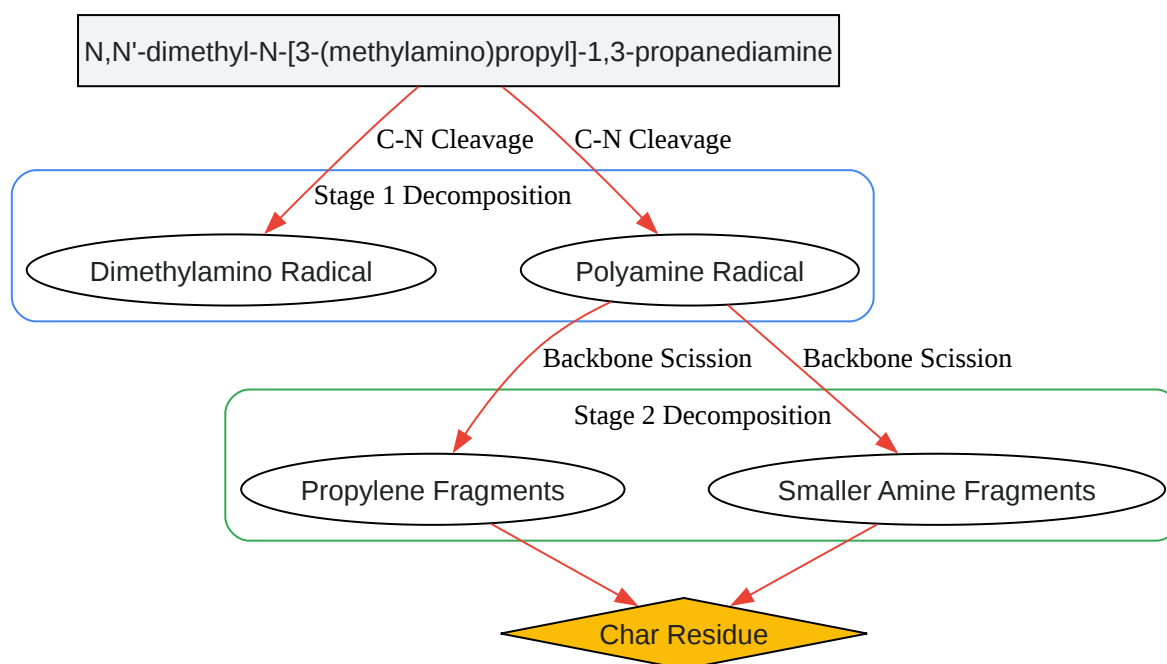 N,N'-dimethyl-N-[3-(methylamino)propyl]-1,3-propanediamine
C-N Cleavage
C-N Cleavage
Stage 1 Decomposition
Dimethylamino Radical
Polyamine Radical
Backbone Scission
Backbone Scission
Stage 2 Decomposition
Propylene Fragments
Smaller Amine Fragments
Char Residue